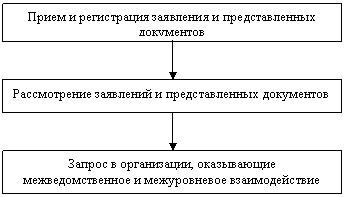 Прием и регистрация заявления и представленных
документов
Рассмотрение заявлений и представленных документов
Запрос в организации, оказывающие
межведомственное и межуровневое взаимодействие